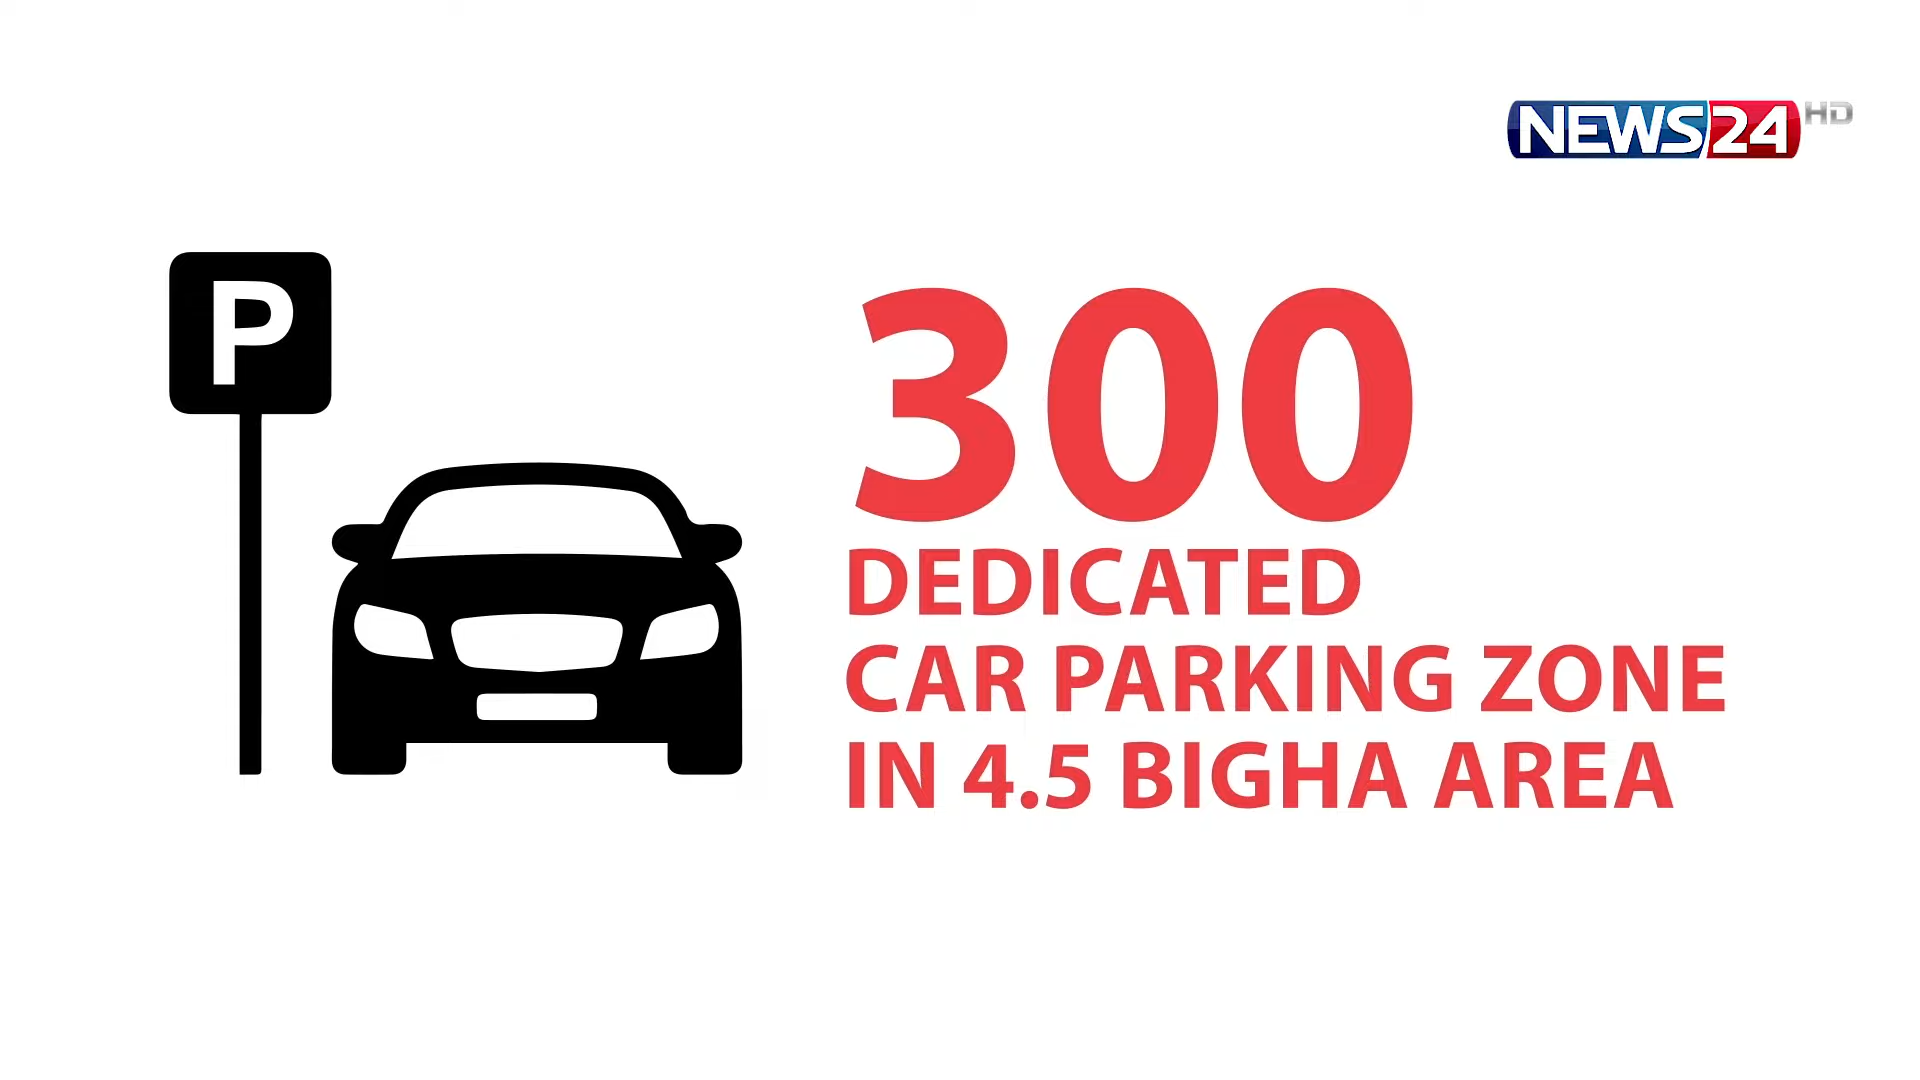 NEWS24 HD
P
300
DEDICATED
CAR PARKING ZONE
IN 4.5 BIGHA AREA